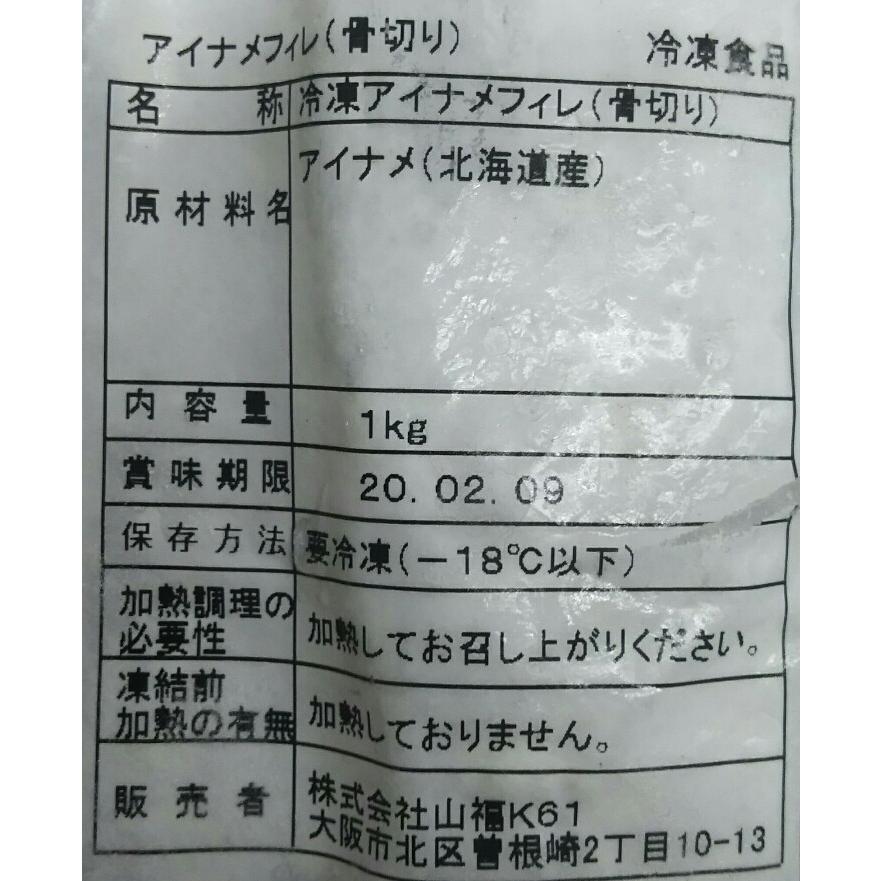 アイナメフィレ(骨切り) 冷凍食品
名称 冷凍アイナメフィレ(骨切り)
原材料名 アイナメ(北海道産)
内容量 1kg
賞味期限 20.02.09
保存方法 要冷凍(-18℃以下)
加熱調理の
必要性 加熱してお召し上がりください。
凍結前
加熱の有無 加熱しておりません。
販売者 株式会社山福K61
大阪市北区曽根崎2丁目10-13